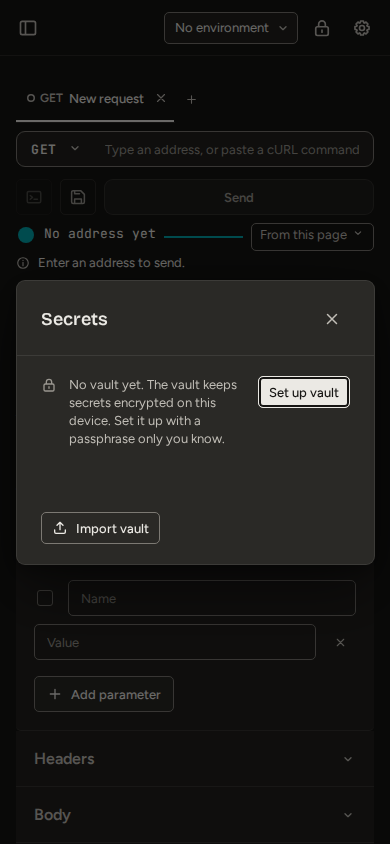 No environment
GET New request
GET Type an address, or paste a cURL command
Send
No address yet
From this page
Enter an address to send.
Secrets
No vault yet. The vault keeps
secrets encrypted on this
device. Set it up with a
passphrase only you know.
Set up vault
Import vault
Name
Value
Add parameter
Headers
Body